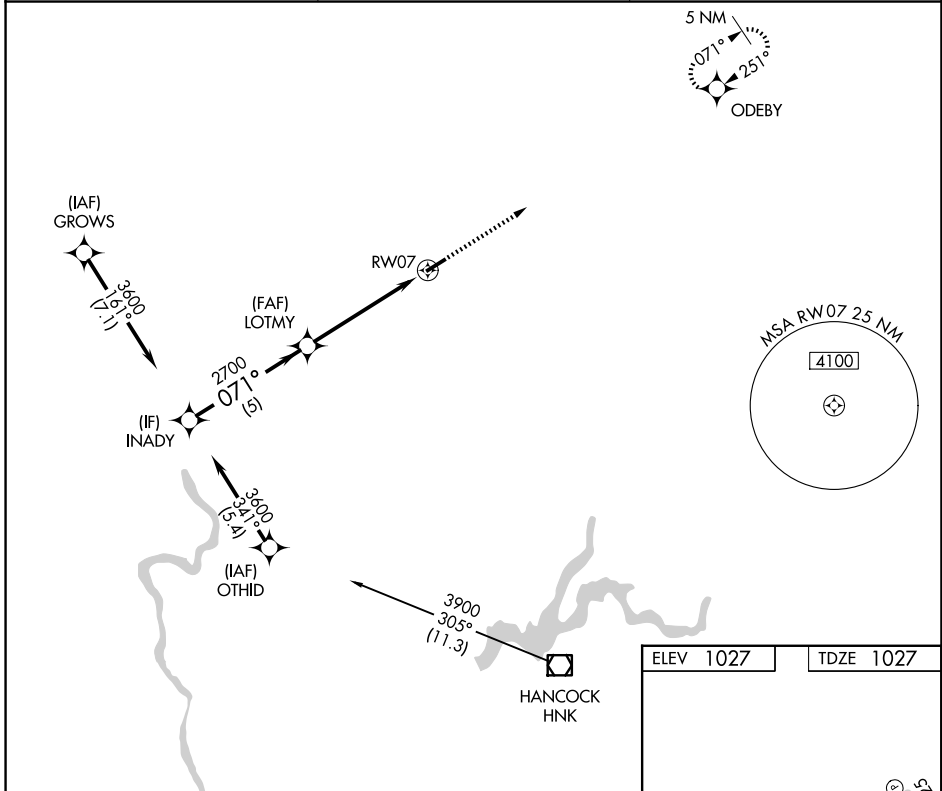 5 NM
071°
251°
ODEBY
(IAF)
GROWS
3600
161°
(7.1)
RW07
(FAF)
LOTMY
2700
071°
(5)
(IF)
INADY
MSA RW07 25 NM
4100
3600
341°
(5.4)
(IAF)
OTHID
3900
305°
(11.3)
HANCOCK
HNK
ELEV 1027
TDZE 1027